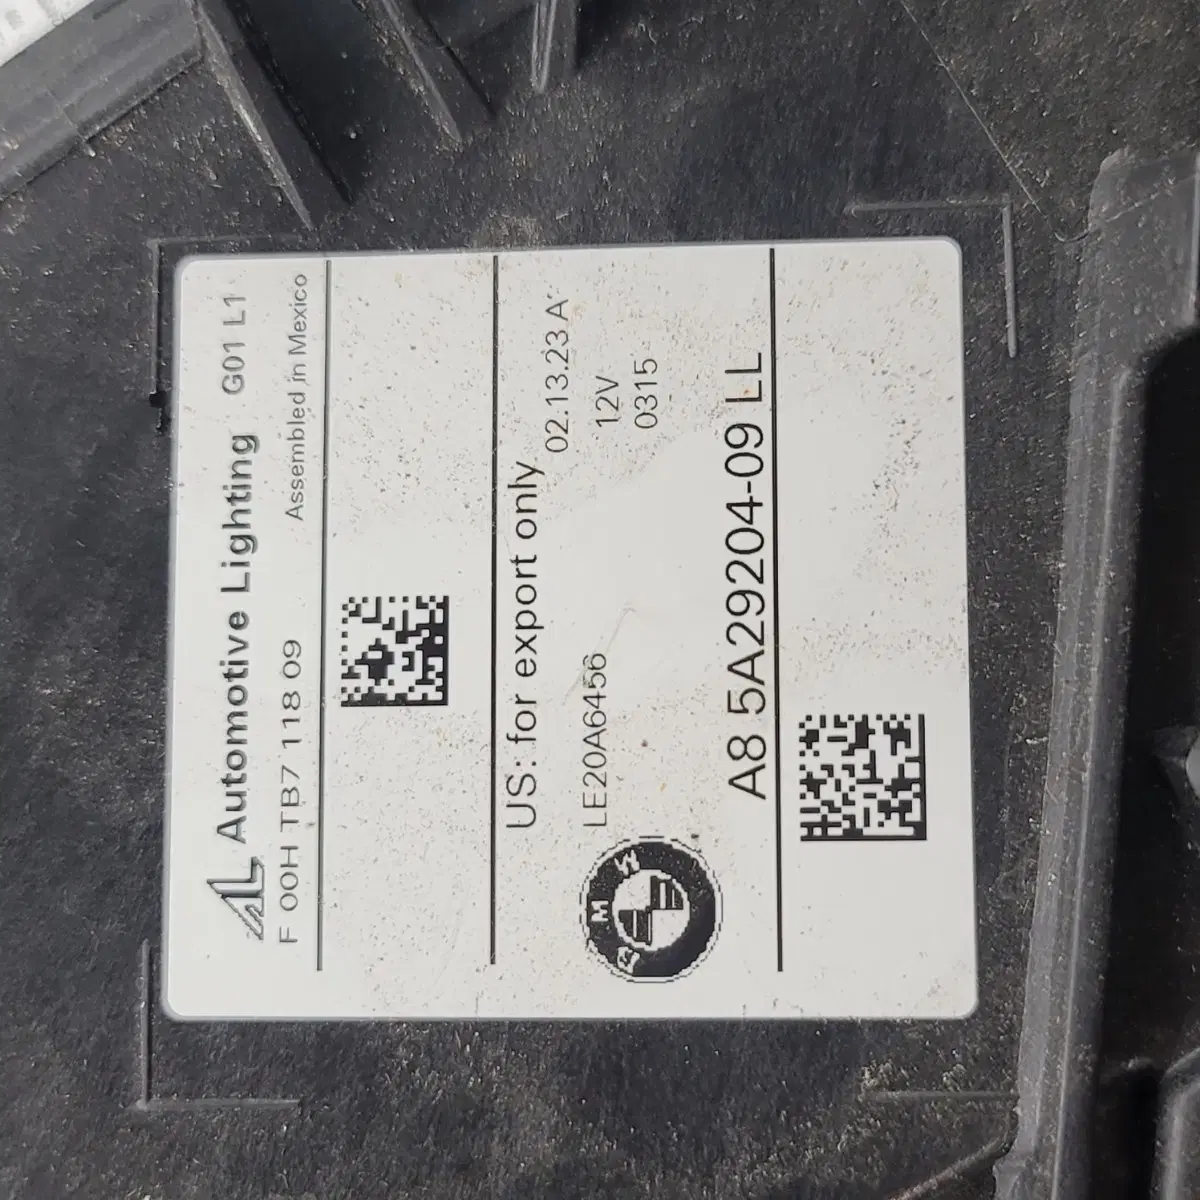 AL Automotive Lighting G01 L1
F 00H TB7 118 09 Assembled in Mexico
US: for export only
LE20A6456 02.13.23 A
12V
0315
BMW
A8 5A29204-09 LL